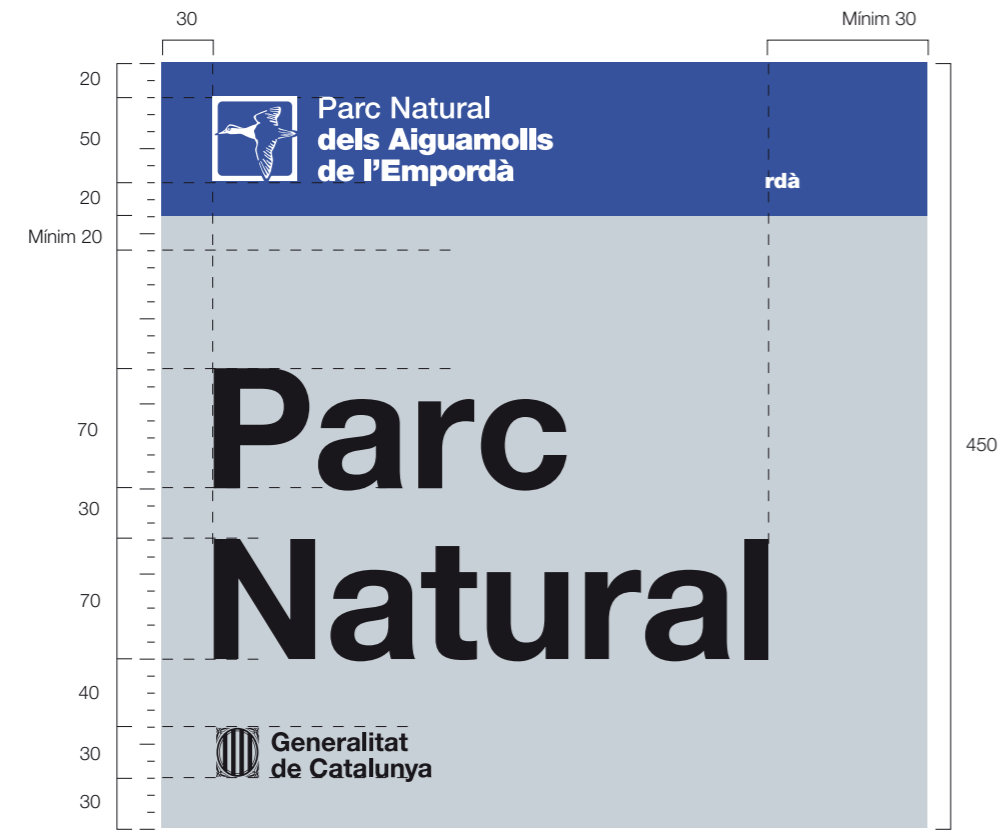 30
Mínim 30
20
50
20
Mínim 20
70
30
70
40
30
30
450
Parc Natural
dels Aiguamolls
de l'Empordà
rdà
Parc
Natural
Generalitat
de Catalunya